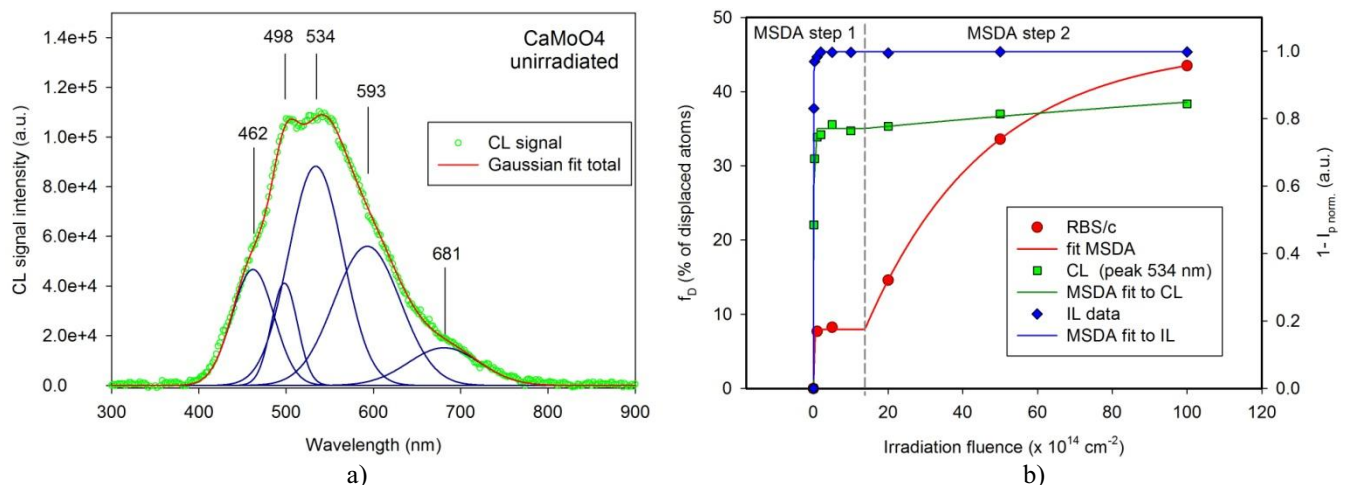 CL signal intensity (a.u.)
1.4e+5
1.2e+5
1.0e+5
8.0e+4
6.0e+4
4.0e+4
2.0e+4
0.0
CaMoO4
unirradiated
498 534
593
462
681
CL signal
Gaussian fit total
300 400 500 600 700 800 900
Wavelength (nm)
a)
f_D (% of displaced atoms)
50
40
30
20
10
0
MSDA step 1 MSDA step 2
RBS/c
fit MSDA
CL (peak 534 nm)
MSDA fit to CL
IL data
MSDA fit to IL
1.0
0.8
0.6
0.4
0.2
0.0
1- I_p norm. (a.u.)
0 20 40 60 80 100 120
Irradiation fluence (x 10^14 cm^-2)
b)